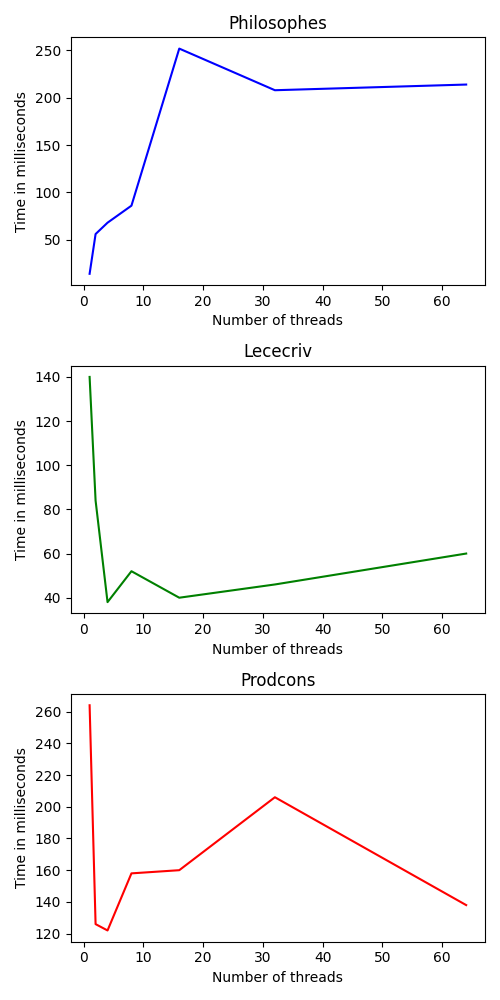 Philosophes
250
200
150
100
50
Time in milliseconds
0 10 20 30 40 50 60
Number of threads
Lececriv
140
120
100
80
60
40
Time in milliseconds
0 10 20 30 40 50 60
Number of threads
Prodcons
260
240
220
200
180
160
140
120
Time in milliseconds
0 10 20 30 40 50 60
Number of threads